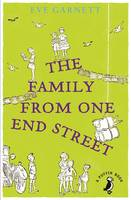 EVE GARNETT
THE
FAMILY
FROM ONE
END STREET
A PUFFIN BOOK